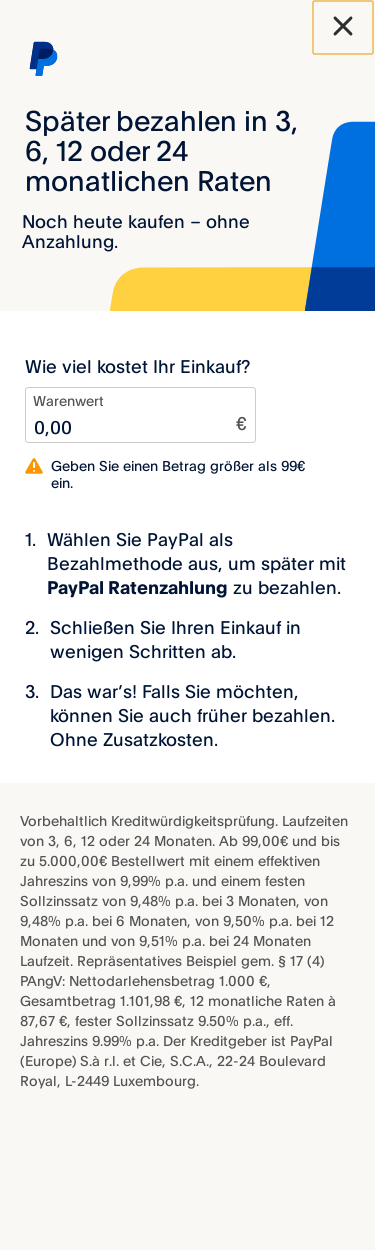 Später bezahlen in 3,
6, 12 oder 24
monatlichen Raten
Noch heute kaufen – ohne
Anzahlung.
Wie viel kostet Ihr Einkauf?
Warenwert
0,00 €
Geben Sie einen Betrag größer als 99€
ein.
1. Wählen Sie PayPal als
Bezahlmethode aus, um später mit
PayPal Ratenzahlung zu bezahlen.
2. Schließen Sie Ihren Einkauf in
wenigen Schritten ab.
3. Das war’s! Falls Sie möchten,
können Sie auch früher bezahlen.
Ohne Zusatzkosten.
Vorbehaltlich Kreditwürdigkeitsprüfung. Laufzeiten
von 3, 6, 12 oder 24 Monaten. Ab 99,00€ und bis
zu 5.000,00€ Bestellwert mit einem effektiven
Jahreszins von 9,99% p.a. und einem festen
Sollzinssatz von 9,48% p.a. bei 3 Monaten, von
9,48% p.a. bei 6 Monaten, von 9,50% p.a. bei 12
Monaten und von 9,51% p.a. bei 24 Monaten
Laufzeit. Repräsentatives Beispiel gem. § 17 (4)
PAngV: Nettodarlehensbetrag 1.000 €,
Gesamtbetrag 1.101,98 €, 12 monatliche Raten à
87,67 €, fester Sollzinssatz 9.50% p.a., eff.
Jahreszins 9.99% p.a. Der Kreditgeber ist PayPal
(Europe) S.à r.l. et Cie, S.C.A., 22-24 Boulevard
Royal, L-2449 Luxembourg.